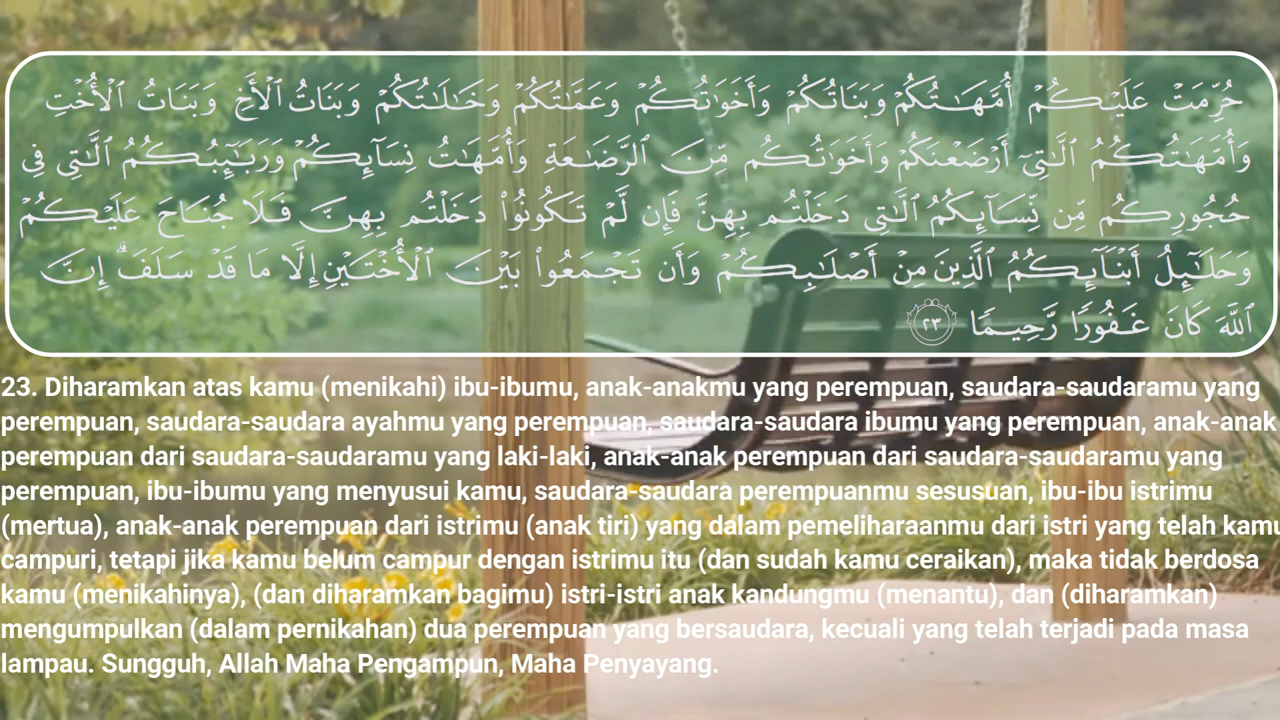 حُرِّمَتْ عَلَيْكُمْ أُمَّهَـٰتُكُمْ وَبَنَاتُكُمْ وَأَخَوَٰتُكُمْ وَعَمَّـٰتُكُمْ وَخَـٰلَـٰتُكُمْ وَبَنَاتُ ٱلْأَخِ وَبَنَاتُ ٱلْأُخْتِ
وَأُمَّهَـٰتُكُمُ ٱلَّـٰتِىٓ أَرْضَعْنَكُمْ وَأَخَوَٰتُكُم مِّنَ ٱلرَّضَـٰعَةِ وَأُمَّهَـٰتُ نِسَآئِكُمْ وَرَبَـٰٓئِبُكُمُ ٱلَّـٰتِى فِى
حُجُورِكُم مِّن نِّسَآئِكُمُ ٱلَّـٰتِى دَخَلْتُم بِهِنَّ فَإِن لَّمْ تَكُونُوا۟ دَخَلْتُم بِهِنَّ فَلَا جُنَاحَ عَلَيْكُمْ
وَحَلَـٰٓئِلُ أَبْنَآئِكُمُ ٱلَّذِينَ مِنْ أَصْلَـٰبِكُمْ وَأَن تَجْمَعُوا۟ بَيْنَ ٱلْأُخْتَيْنِ إِلَّا مَا قَدْ سَلَفَ ۗ إِنَّ
ٱللَّهَ كَانَ غَفُورًا رَّحِيمًا ٢٣
23. Diharamkan atas kamu (menikahi) ibu-ibumu, anak-anakmu yang perempuan, saudara-saudaramu yang
perempuan, saudara-saudara ayahmu yang perempuan, saudara-saudara ibumu yang perempuan, anak-anak
perempuan dari saudara-saudaramu yang laki-laki, anak-anak perempuan dari saudara-saudaramu yang
perempuan, ibu-ibumu yang menyusui kamu, saudara-saudara perempuanmu sesusuan, ibu-ibu istrimu
(mertua), anak-anak perempuan dari istrimu (anak tiri) yang dalam pemeliharaanmu dari istri yang telah kamu
campuri, tetapi jika kamu belum campur dengan istrimu itu (dan sudah kamu ceraikan), maka tidak berdosa
kamu (menikahinya), (dan diharamkan bagimu) istri-istri anak kandungmu (menantu), dan (diharamkan)
mengumpulkan (dalam pernikahan) dua perempuan yang bersaudara, kecuali yang telah terjadi pada masa
lampau. Sungguh, Allah Maha Pengampun, Maha Penyayang.